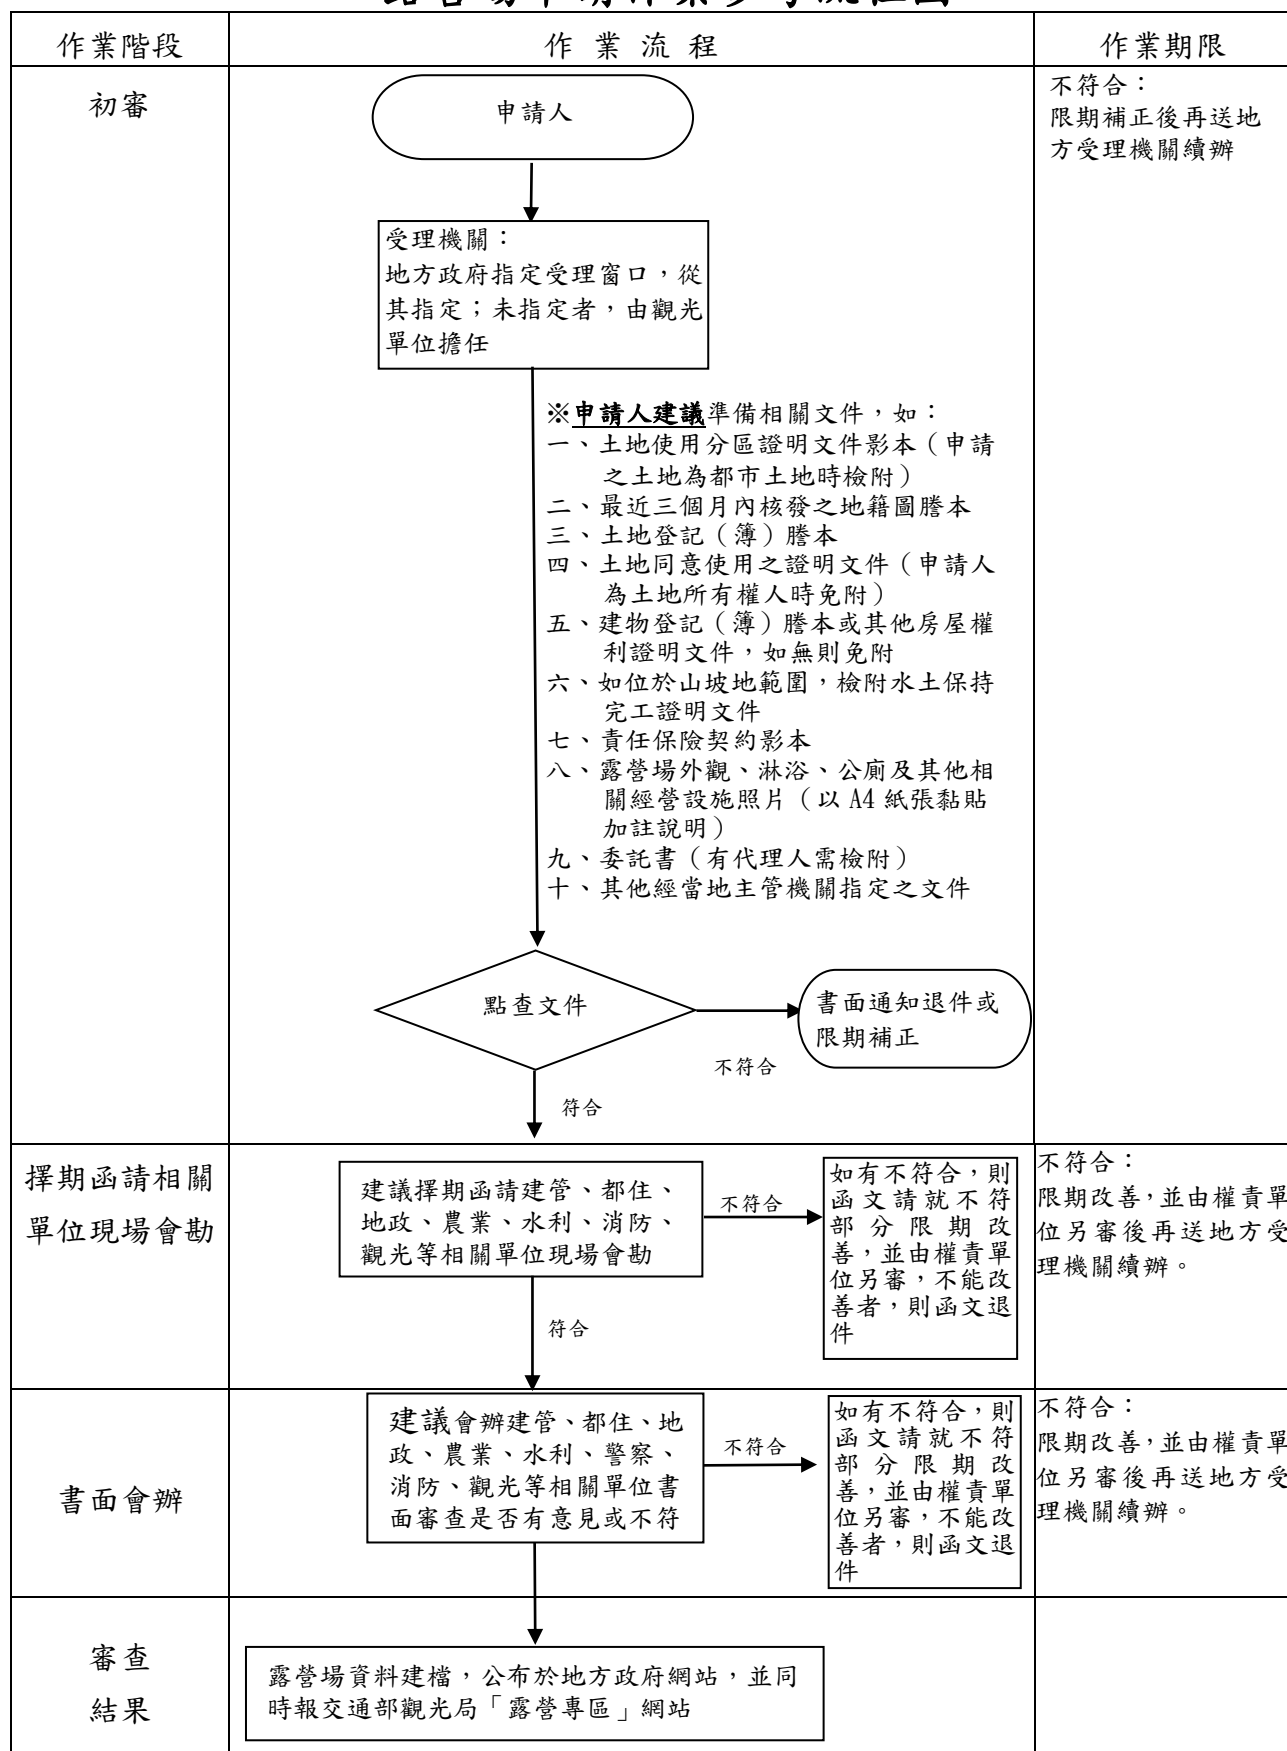 作業階段
作 業 流 程
作業期限
初審
申請人
不符合：
限期補正後再送地
方受理機關續辦
受理機關：
地方政府指定受理窗口，從
其指定；未指定者，由觀光
單位擔任
※申請人建議準備相關文件，如：
一、土地使用分區證明文件影本（申請
之土地為都市土地時檢附）
二、最近三個月內核發之地籍圖謄本
三、土地登記（簿）謄本
四、土地同意使用之證明文件（申請人
為土地所有權人時免附）
五、建物登記（簿）謄本或其他房屋權
利證明文件，如無則免附
六、如位於山坡地範圍，檢附水土保持
完工證明文件
七、責任保險契約影本
八、露營場外觀、淋浴、公廁及其他相
關經營設施照片（以 A4 紙張黏貼
加註說明）
九、委託書（有代理人需檢附）
十、其他經當地主管機關指定之文件
點查文件
書面通知退件或
限期補正
不符合
符合
擇期函請相關
單位現場會勘
建議擇期函請建管、都住、
地政、農業、水利、消防、
觀光等相關單位現場會勘
不符合
如有不符合，則
函文請就不符
部分限期改
善，並由權責單
位另審，不能改
善者，則函文退
件
不符合：
限期改善，並由權責單
位另審後再送地方受
理機關續辦。
符合
書面會辦
建議會辦建管、都住、地
政、農業、水利、警察、
消防、觀光等相關單位書
面審查是否有意見或不符
不符合
如有不符合，則
函文請就不符
部分限期改
善，並由權責單
位另審，不能改
善者，則函文退
件
不符合：
限期改善，並由權責單
位另審後再送地方受
理機關續辦。
審查
結果
露營場資料建檔，公布於地方政府網站，並同
時報交通部觀光局「露營專區」網站